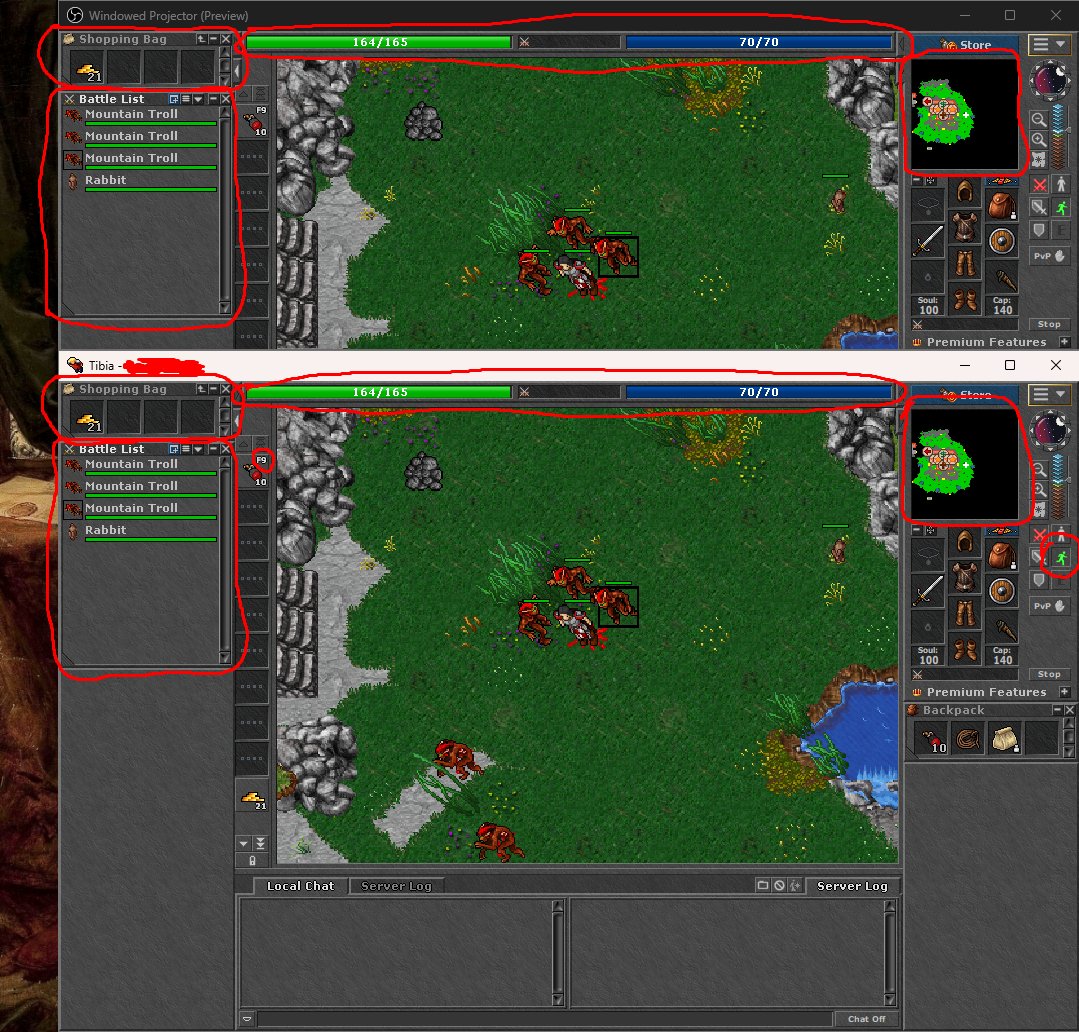 Windowed Projector (Preview)
Shopping Bag
164/165
70/70
Store
21
Battle List
F9
Mountain Troll
10
Mountain Troll
Mountain Troll
Rabbit
PvP
Soul:
100
Cap:
140
Stop
Premium Features
Tibia -
Shopping Bag
164/165
70/70
Store
21
Battle List
F9
Mountain Troll
10
Mountain Troll
Mountain Troll
Rabbit
PvP
Soul:
100
Cap:
140
Stop
Premium Features
Backpack
10
21
Local Chat
Server Log
Server Log
Chat Off